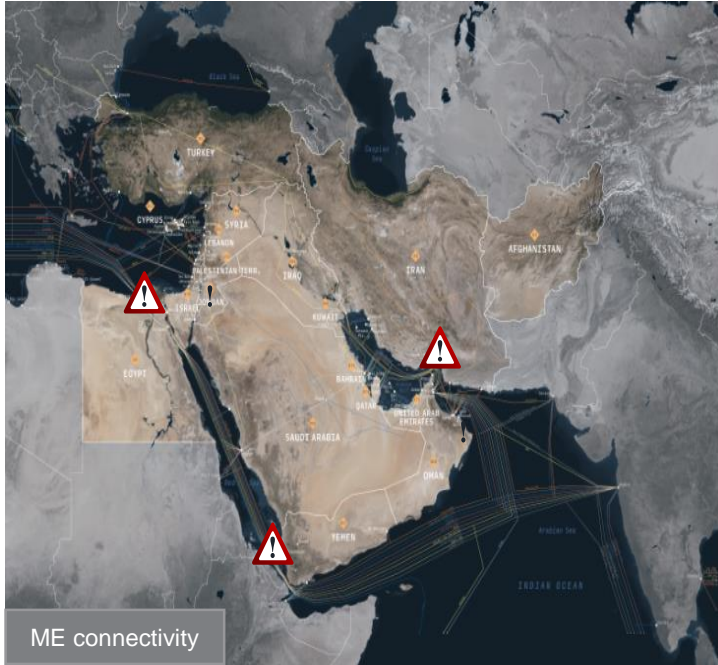 Black Sea
Caspian
Sea
TURKEY
CYPRUS
SYRIA
LEBANON
PALESTINIAN TERR.
IRAQ
IRAN
AFGHANISTAN
ISRAEL
JORDAN
KUWAIT
EGYPT
BAHRAIN
QATAR
UNITED ARAB
EMIRATES
SAUDI ARABIA
OMAN
YEMEN
Arabian Sea
INDIAN OCEAN
!
!
!
!
!
ME connectivity